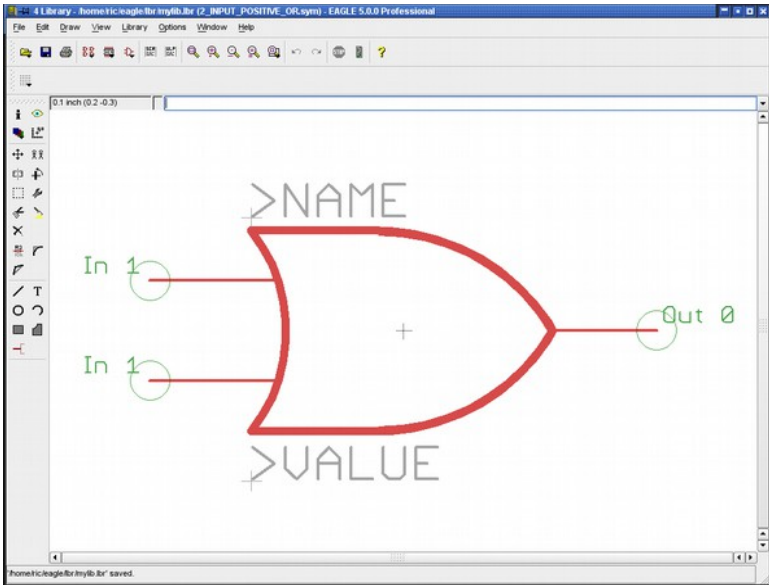 4 Library - /home/ric/eagle/lbr/mylib.lbr (2_INPUT_POSITIVE_OR.sym) - EAGLE 5.0.0 Professional
File Edit Draw View Library Options Window Help
0.1 inch (0.2 -0.3)
>NAME
In 1
Out 0
In 1
>VALUE
'/home/ric/eagle/lbr/mylib.lbr' saved.